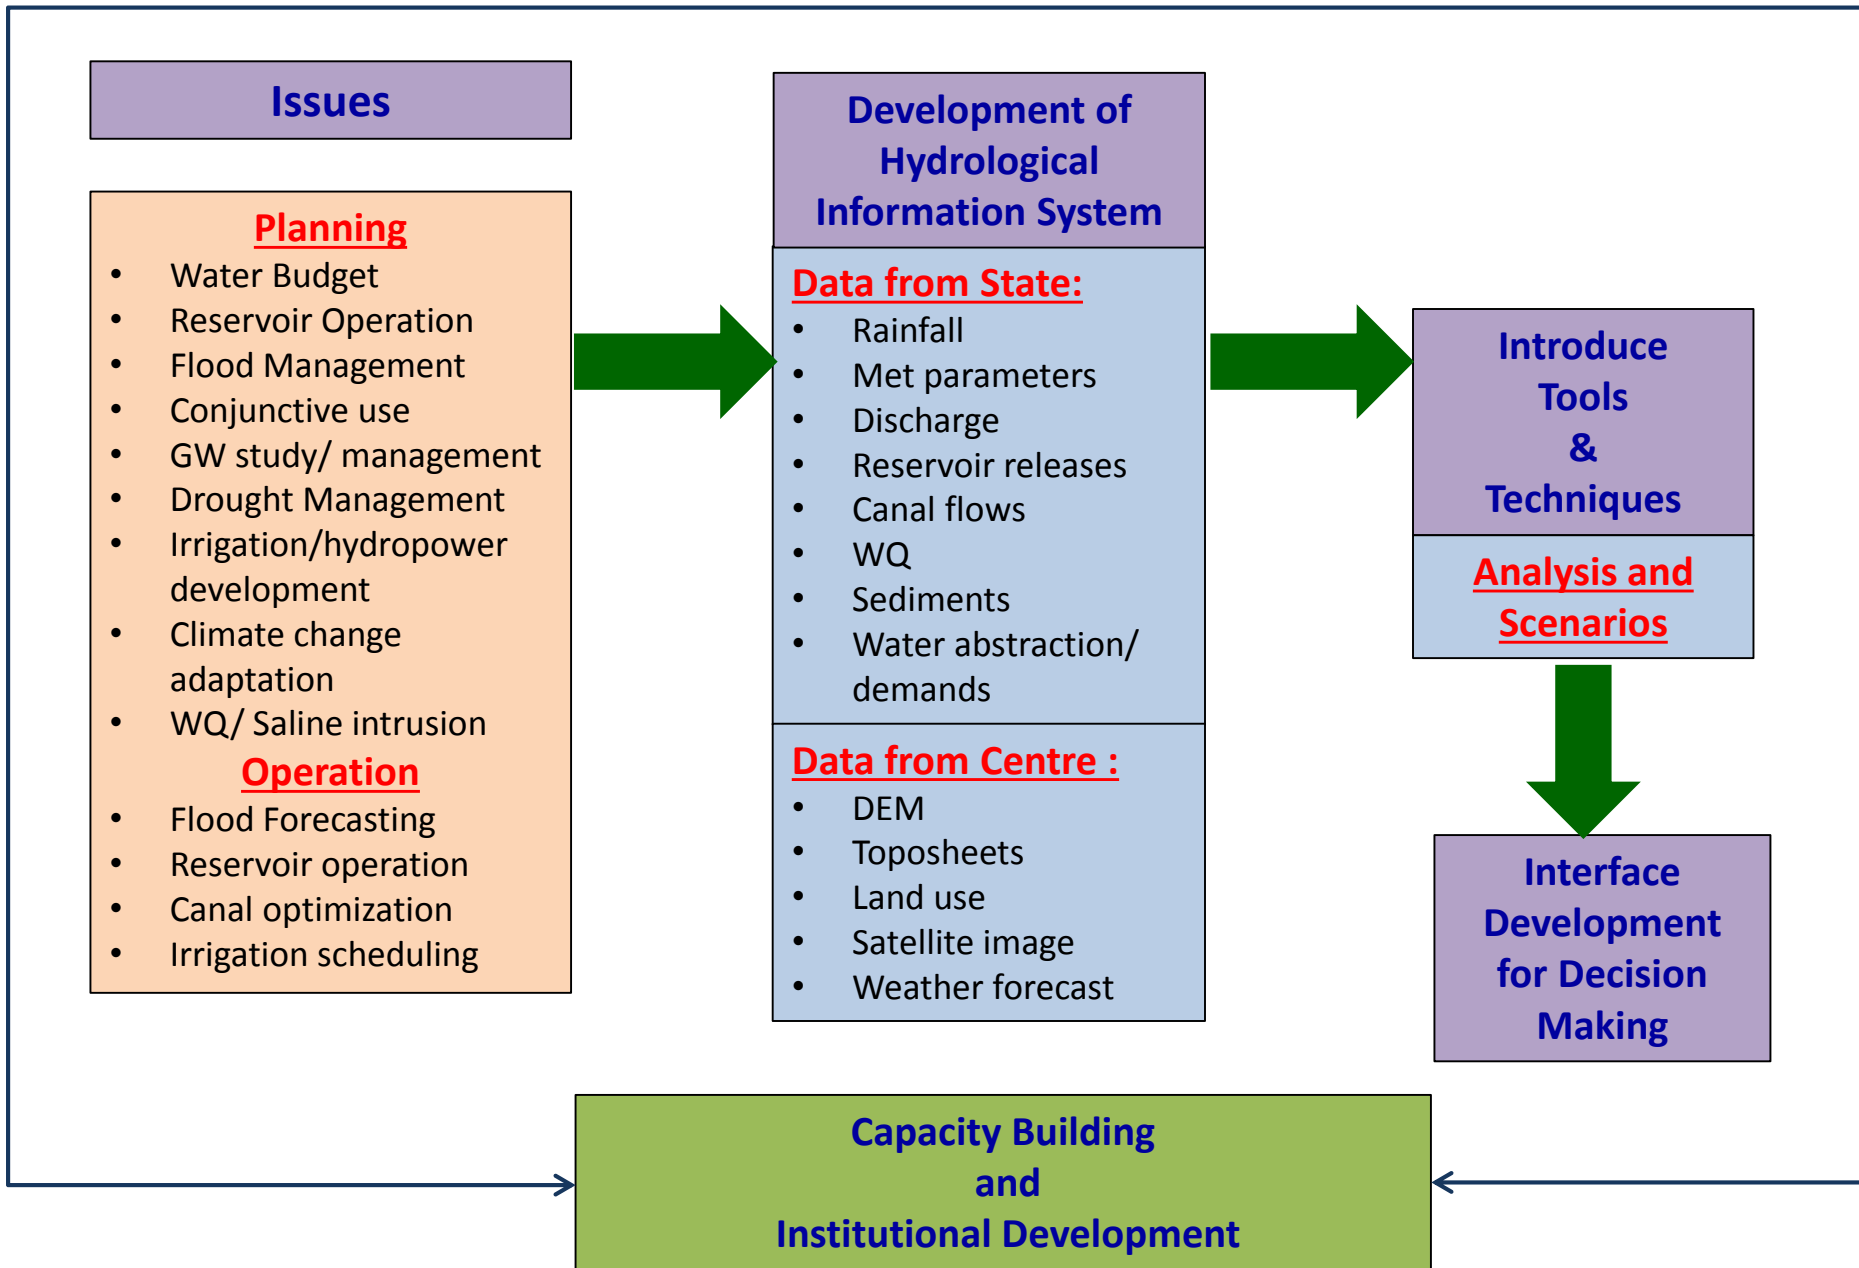 Issues
Planning
• Water Budget
• Reservoir Operation
• Flood Management
• Conjunctive use
• GW study/ management
• Drought Management
• Irrigation/hydropower
development
• Climate change
adaptation
• WQ/ Saline intrusion
Operation
• Flood Forecasting
• Reservoir operation
• Canal optimization
• Irrigation scheduling
Development of
Hydrological
Information System
Data from State:
• Rainfall
• Met parameters
• Discharge
• Reservoir releases
• Canal flows
• WQ
• Sediments
• Water abstraction/
demands
Data from Centre :
• DEM
• Toposheets
• Land use
• Satellite image
• Weather forecast
Introduce
Tools
&
Techniques
Analysis and
Scenarios
Interface
Development
for Decision
Making
Capacity Building
and
Institutional Development